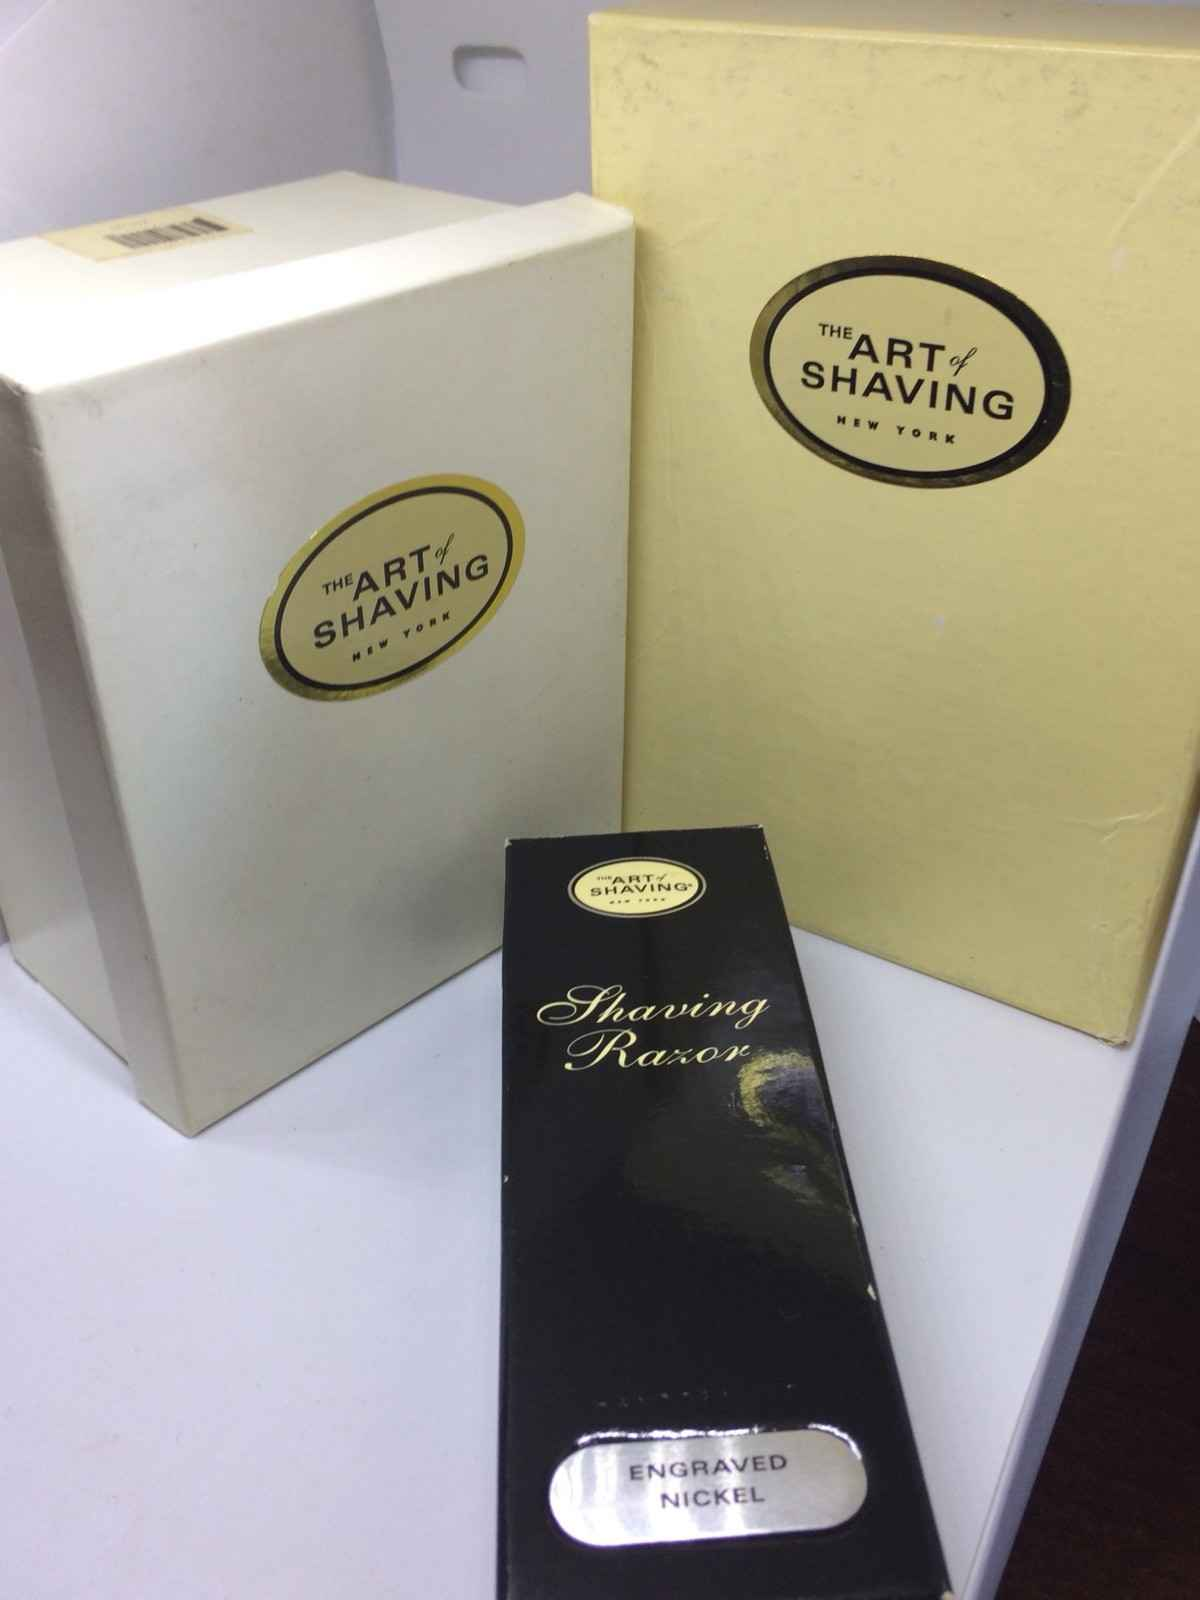 THE ART of
SHAVING
NEW YORK
THE ART of
SHAVING
NEW YORK
THE ART of
SHAVING®
NEW YORK
Shaving
Razor
ENGRAVED
NICKEL